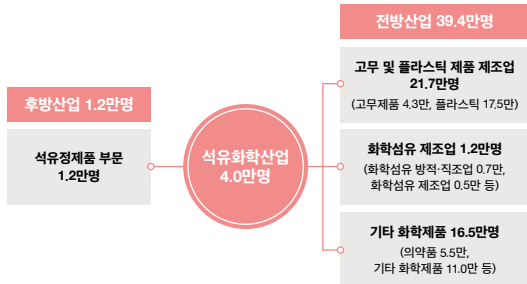 후방산업 1.2만명
석유정제품 부문
1.2만명
석유화학산업
4.0만명
전방산업 39.4만명
고무 및 플라스틱 제품 제조업
21.7만명
(고무제품 4.3만, 플라스틱 17.5만)
화학섬유 제조업 1.2만명
(화학섬유 방적·직조업 0.7만,
화학섬유 제조업 0.5만 등)
기타 화학제품 16.5만명
(의약품 5.5만,
기타 화학제품 11.0만 등)